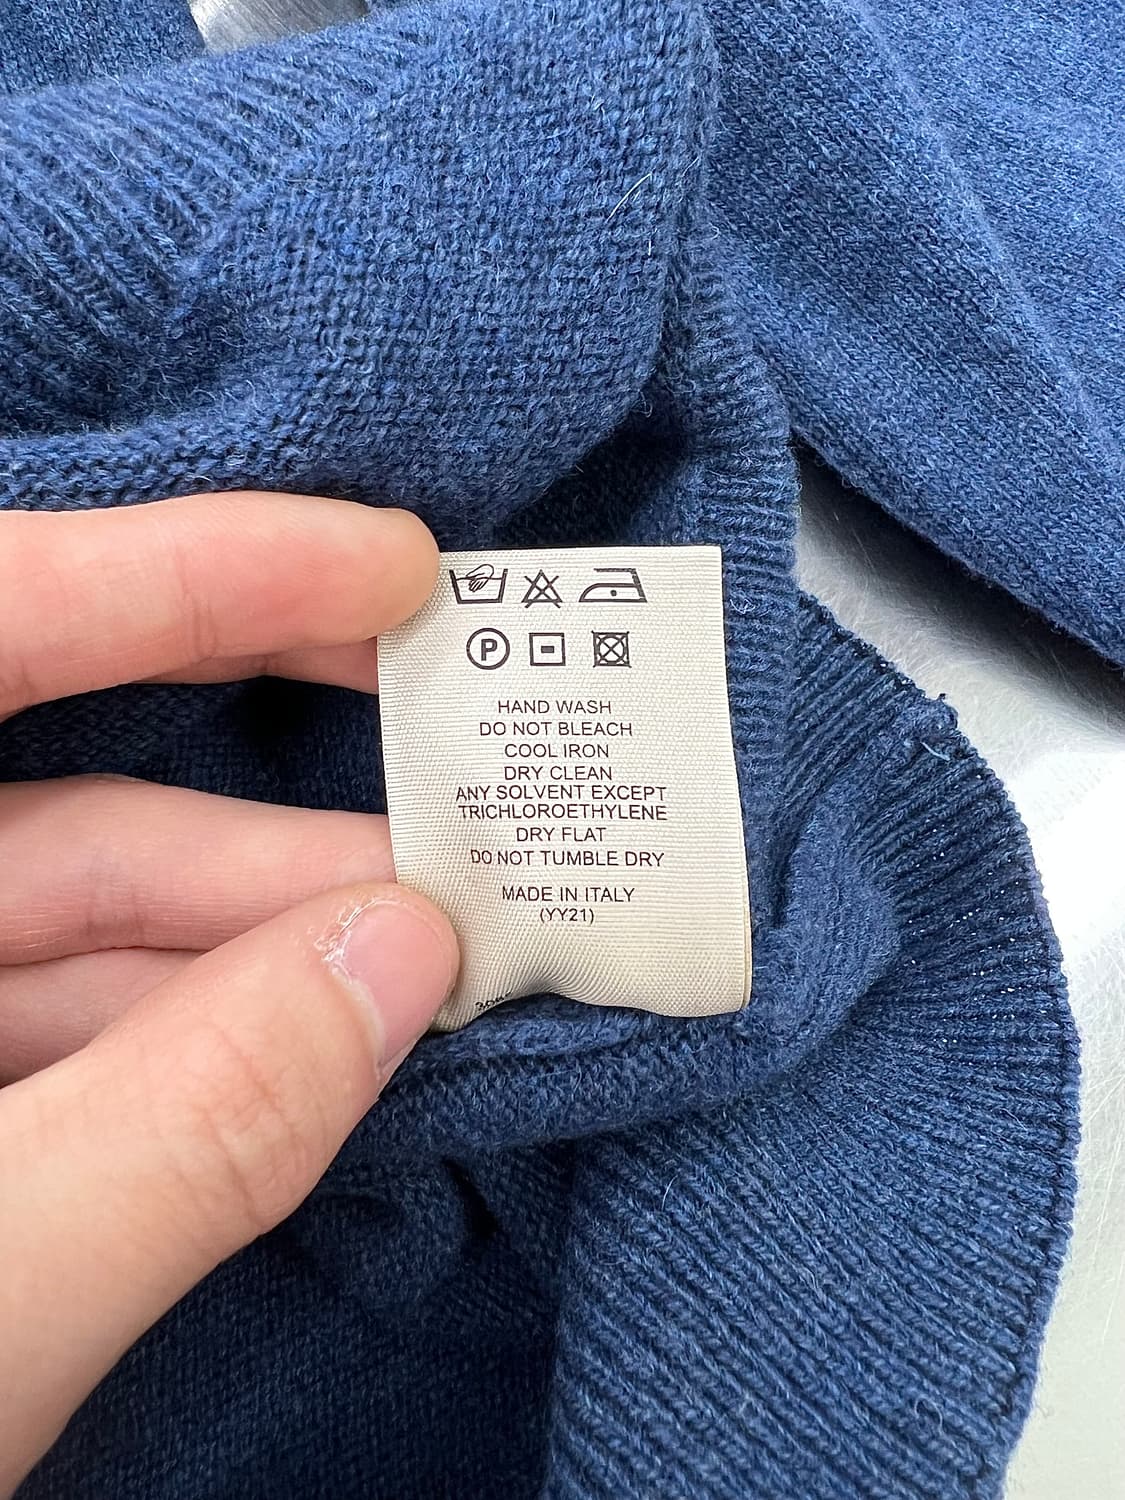 P
HAND WASH
DO NOT BLEACH
COOL IRON
DRY CLEAN
ANY SOLVENT EXCEPT
TRICHLOROETHYLENE
DRY FLAT
DO NOT TUMBLE DRY
MADE IN ITALY
(YY21)